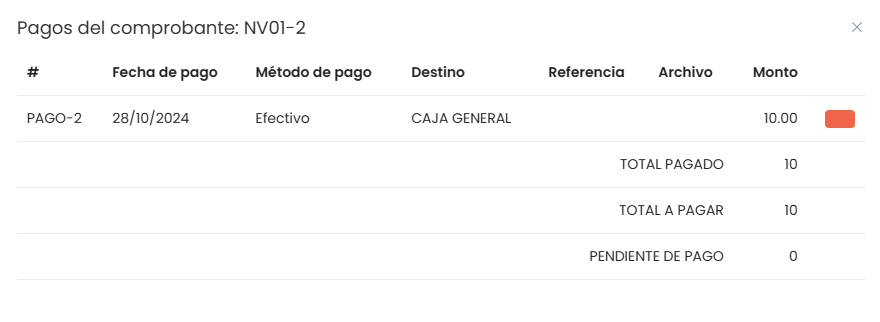 Pagos del comprobante: NV01-2
# Fecha de pago Método de pago Destino Referencia Archivo Monto
PAGO-2 28/10/2024 Efectivo CAJA GENERAL 10.00
TOTAL PAGADO 10
TOTAL A PAGAR 10
PENDIENTE DE PAGO 0